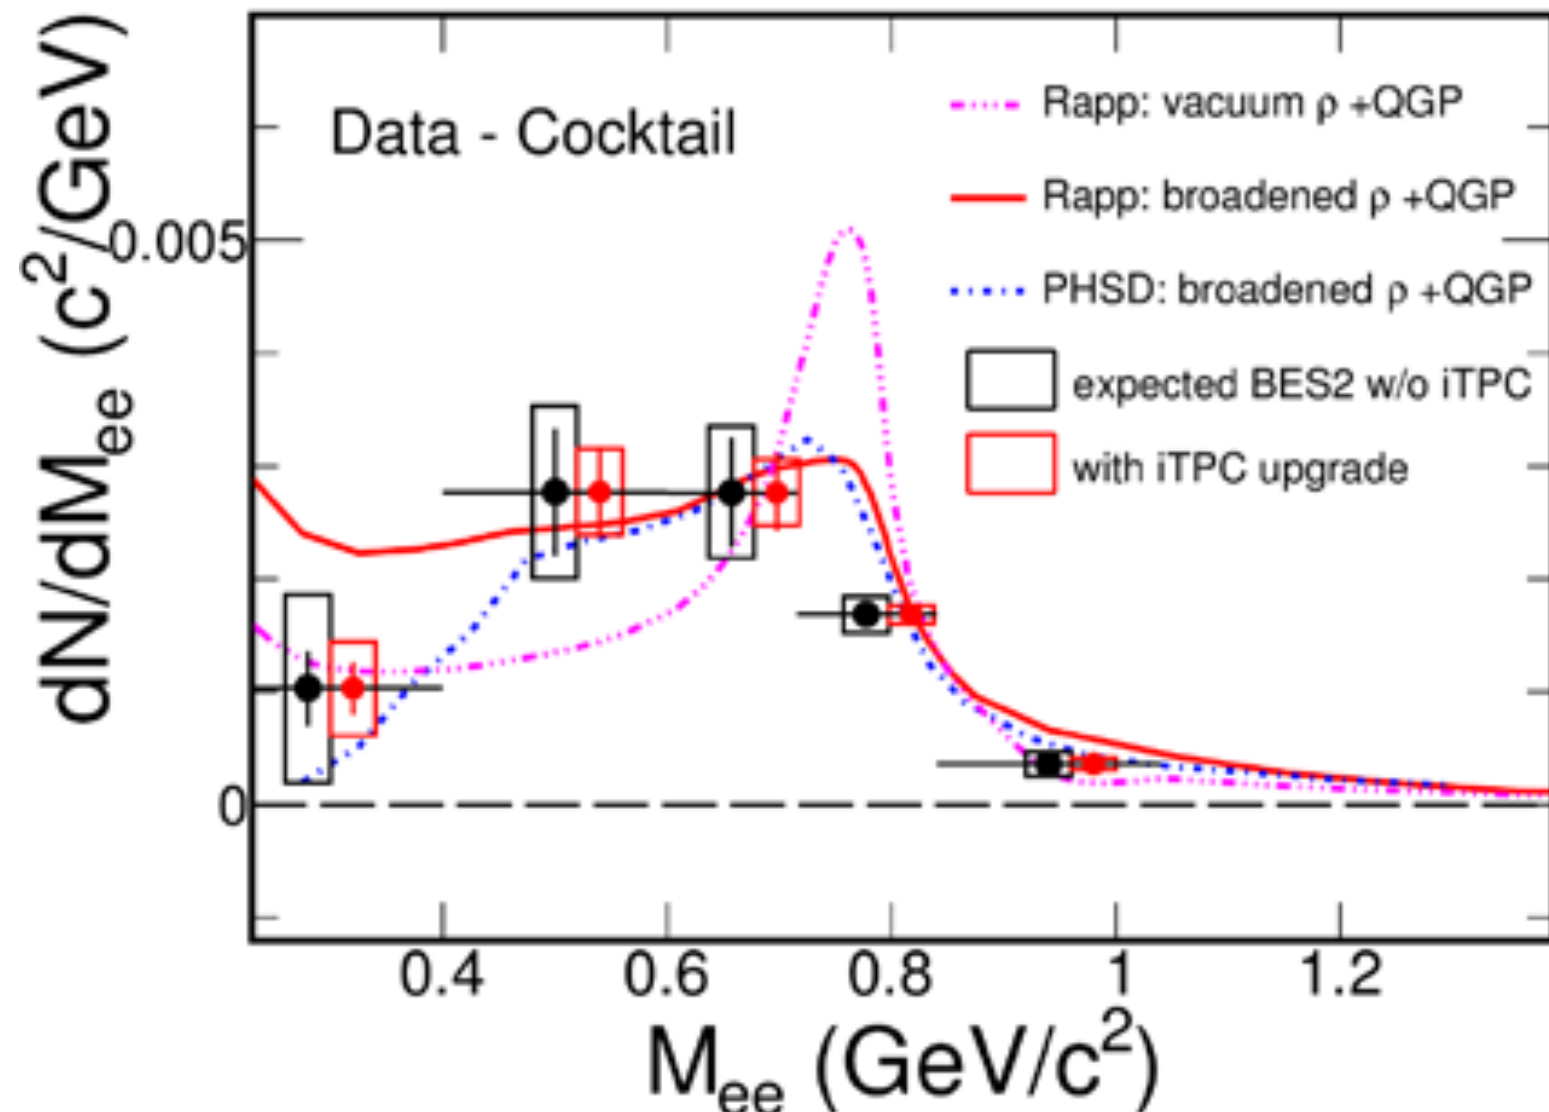 dN/dMee (c²/GeV)
0.005
0
Data - Cocktail
Rapp: vacuum ρ +QGP
Rapp: broadened ρ +QGP
PHSD: broadened ρ +QGP
expected BES2 w/o iTPC
with iTPC upgrade
0.4 0.6 0.8 1 1.2
Mee (GeV/c²)